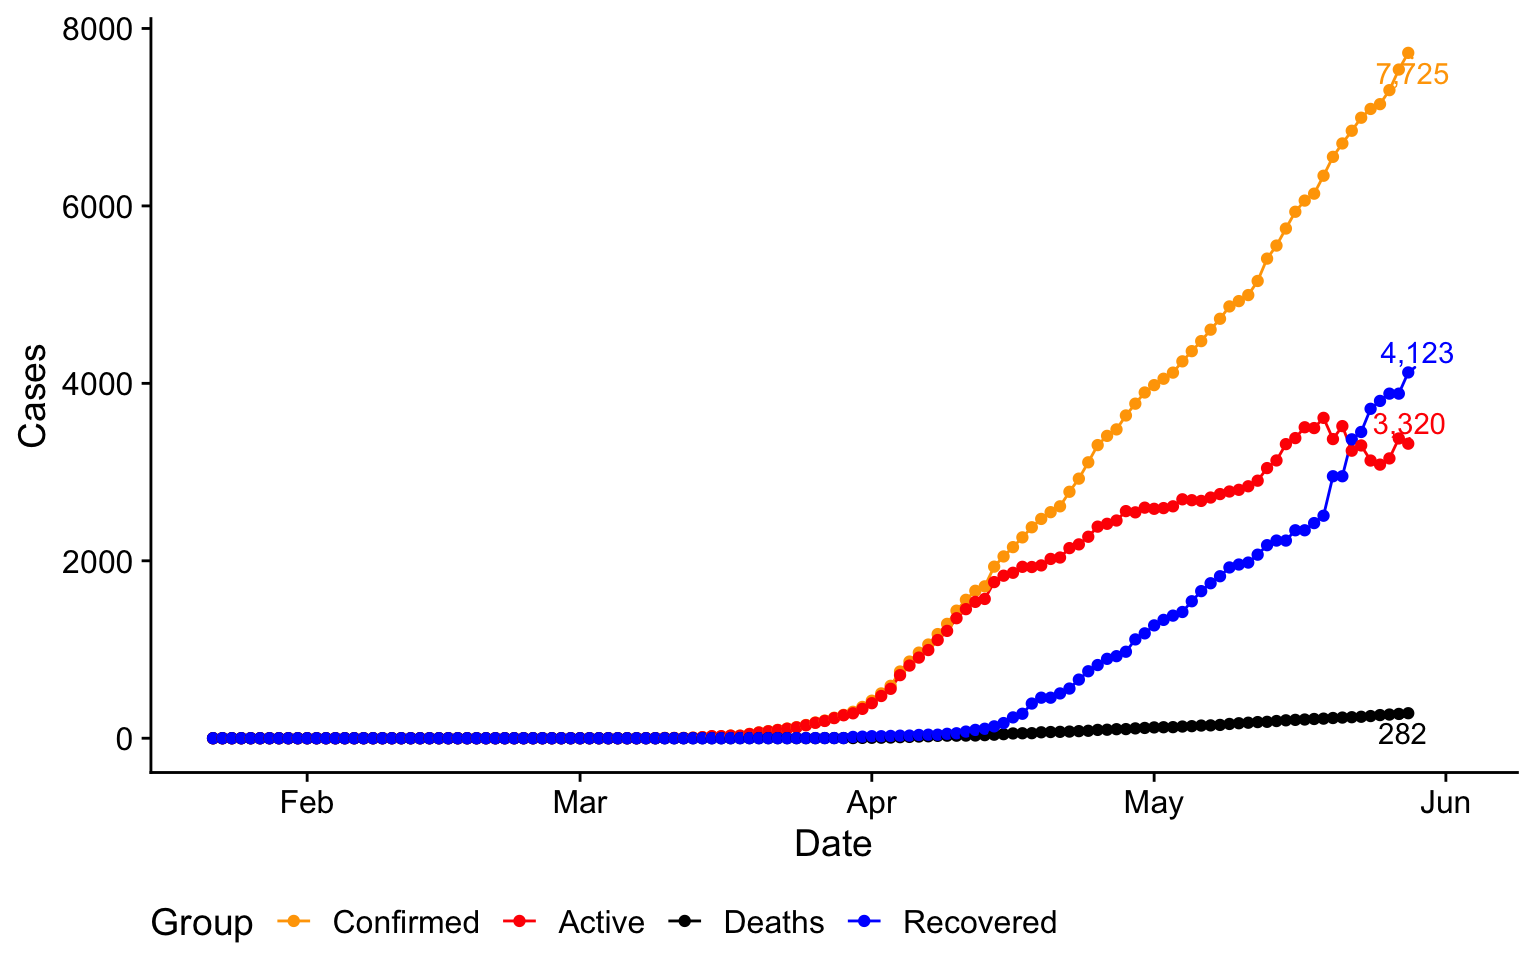 8000
7,725
6000
4,123
4000
3,320
2000
0
282
Cases
Feb Mar Apr May Jun
Date
Group Confirmed Active Deaths Recovered